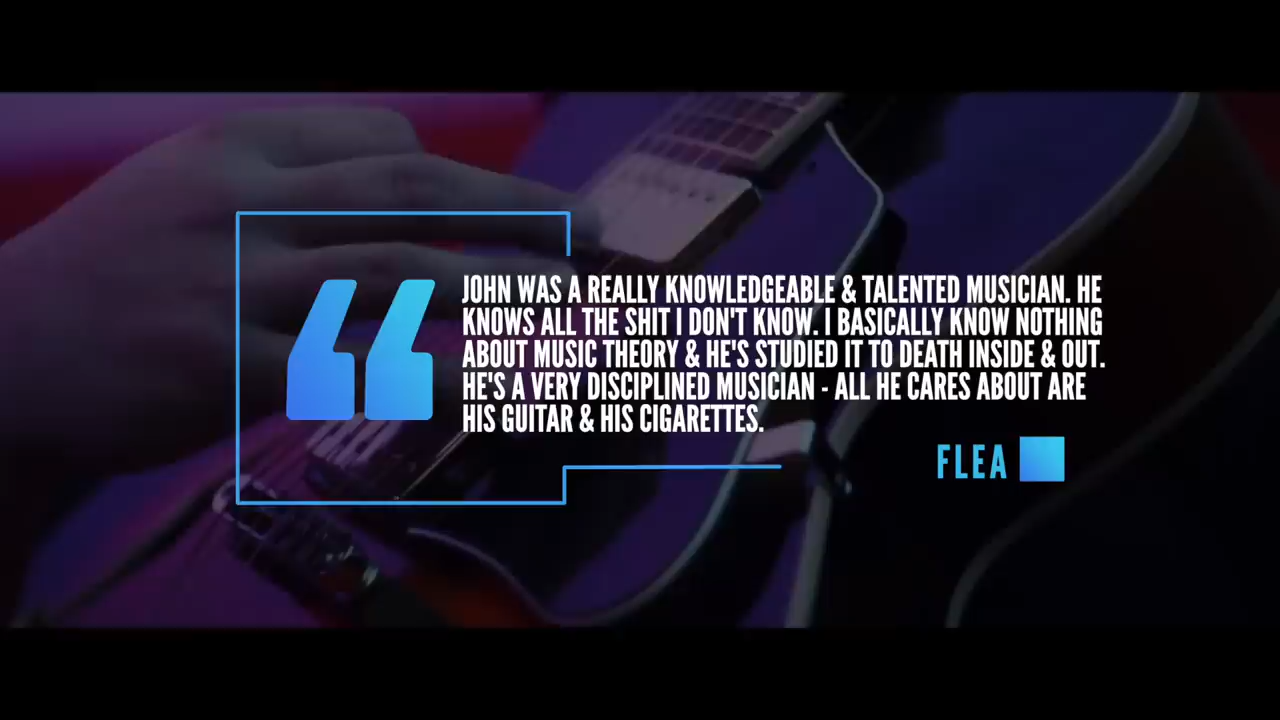 JOHN WAS A REALLY KNOWLEDGEABLE & TALENTED MUSICIAN. HE
KNOWS ALL THE SHIT I DON'T KNOW. I BASICALLY KNOW NOTHING
ABOUT MUSIC THEORY & HE'S STUDIED IT TO DEATH INSIDE & OUT.
HE'S A VERY DISCIPLINED MUSICIAN - ALL HE CARES ABOUT ARE
HIS GUITAR & HIS CIGARETTES.
FLEA